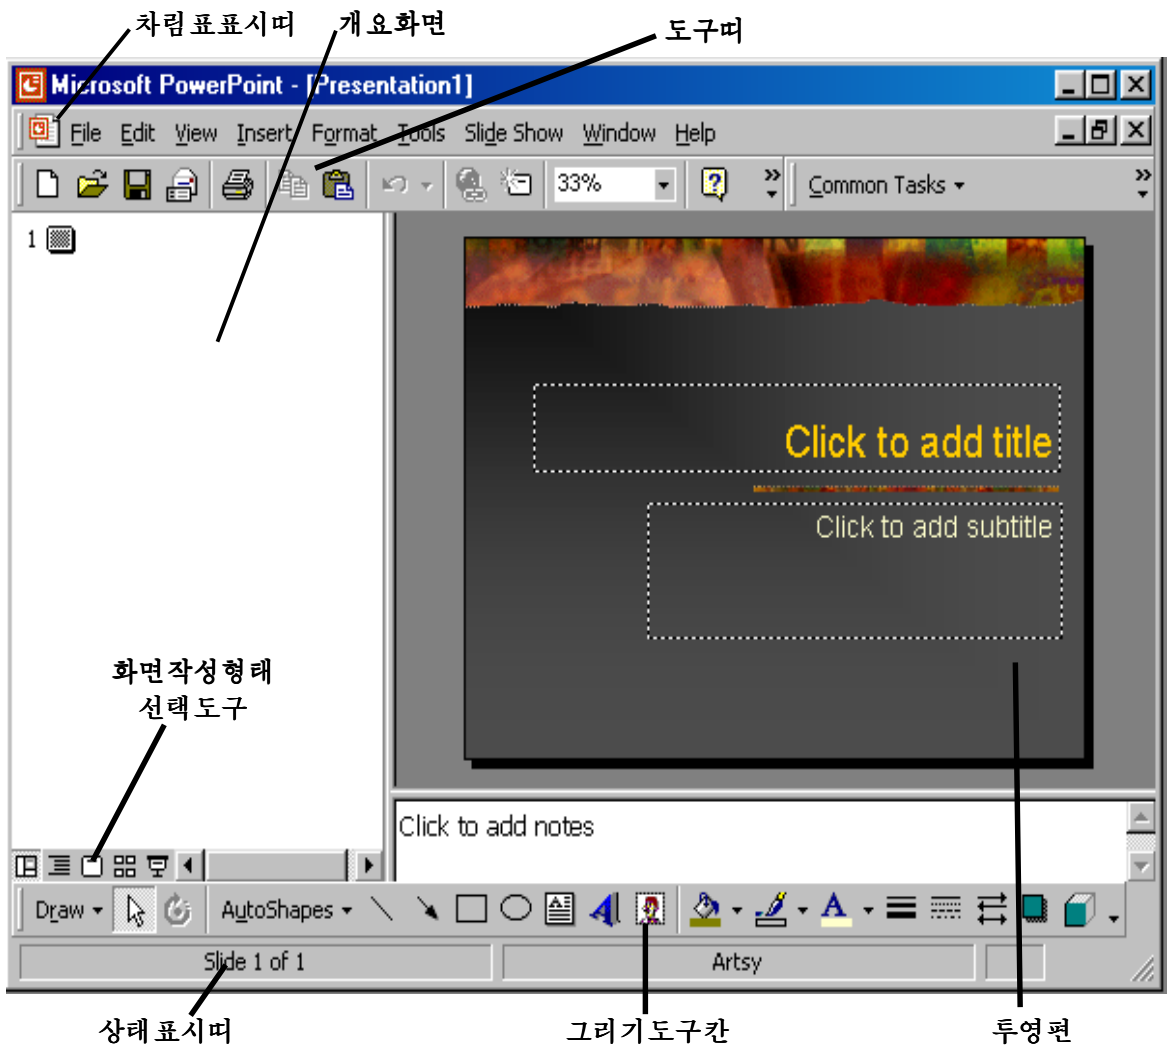 차림표표시띠 개요화면 도구띠
Microsoft PowerPoint - [Presentation1]
File Edit View Insert Format Tools Slide Show Window Help
33% Common Tasks
1
Click to add title
Click to add subtitle
화면작성형태
선택도구
Click to add notes
Draw AutoShapes
Slide 1 of 1 Artsy
상태표시띠 그리기도구칸 투영편